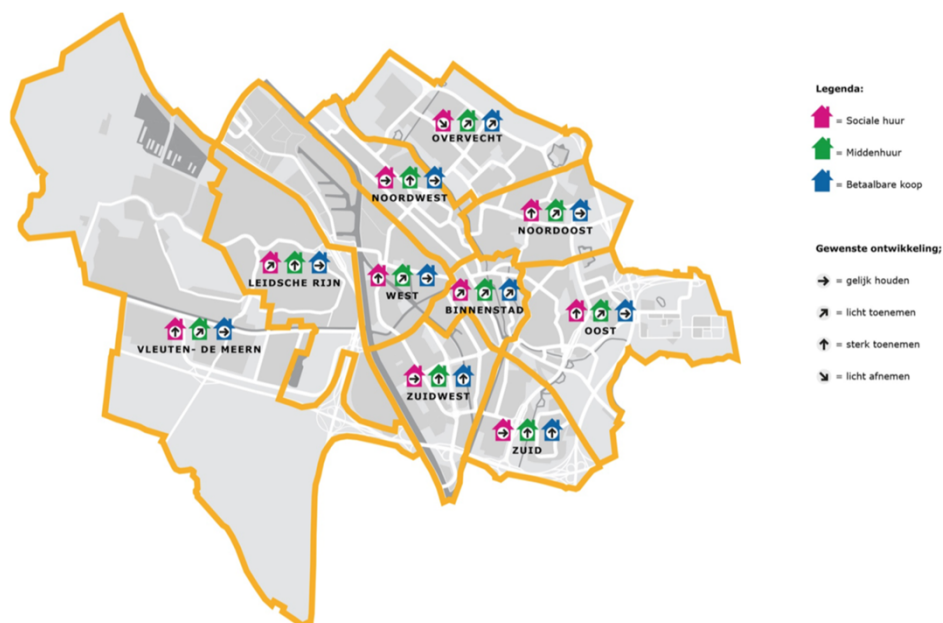 OVERVECHT
NOORDWEST
NOORDOOST
LEIDSCHE RIJN
WEST
BINNENSTAD
OOST
VLEUTEN- DE MEERN
ZUIDWEST
ZUID
Legenda:
= Sociale huur
= Middenhuur
= Betaalbare koop
Gewenste ontwikkeling;
= gelijk houden
= licht toenemen
= sterk toenemen
= licht afnemen